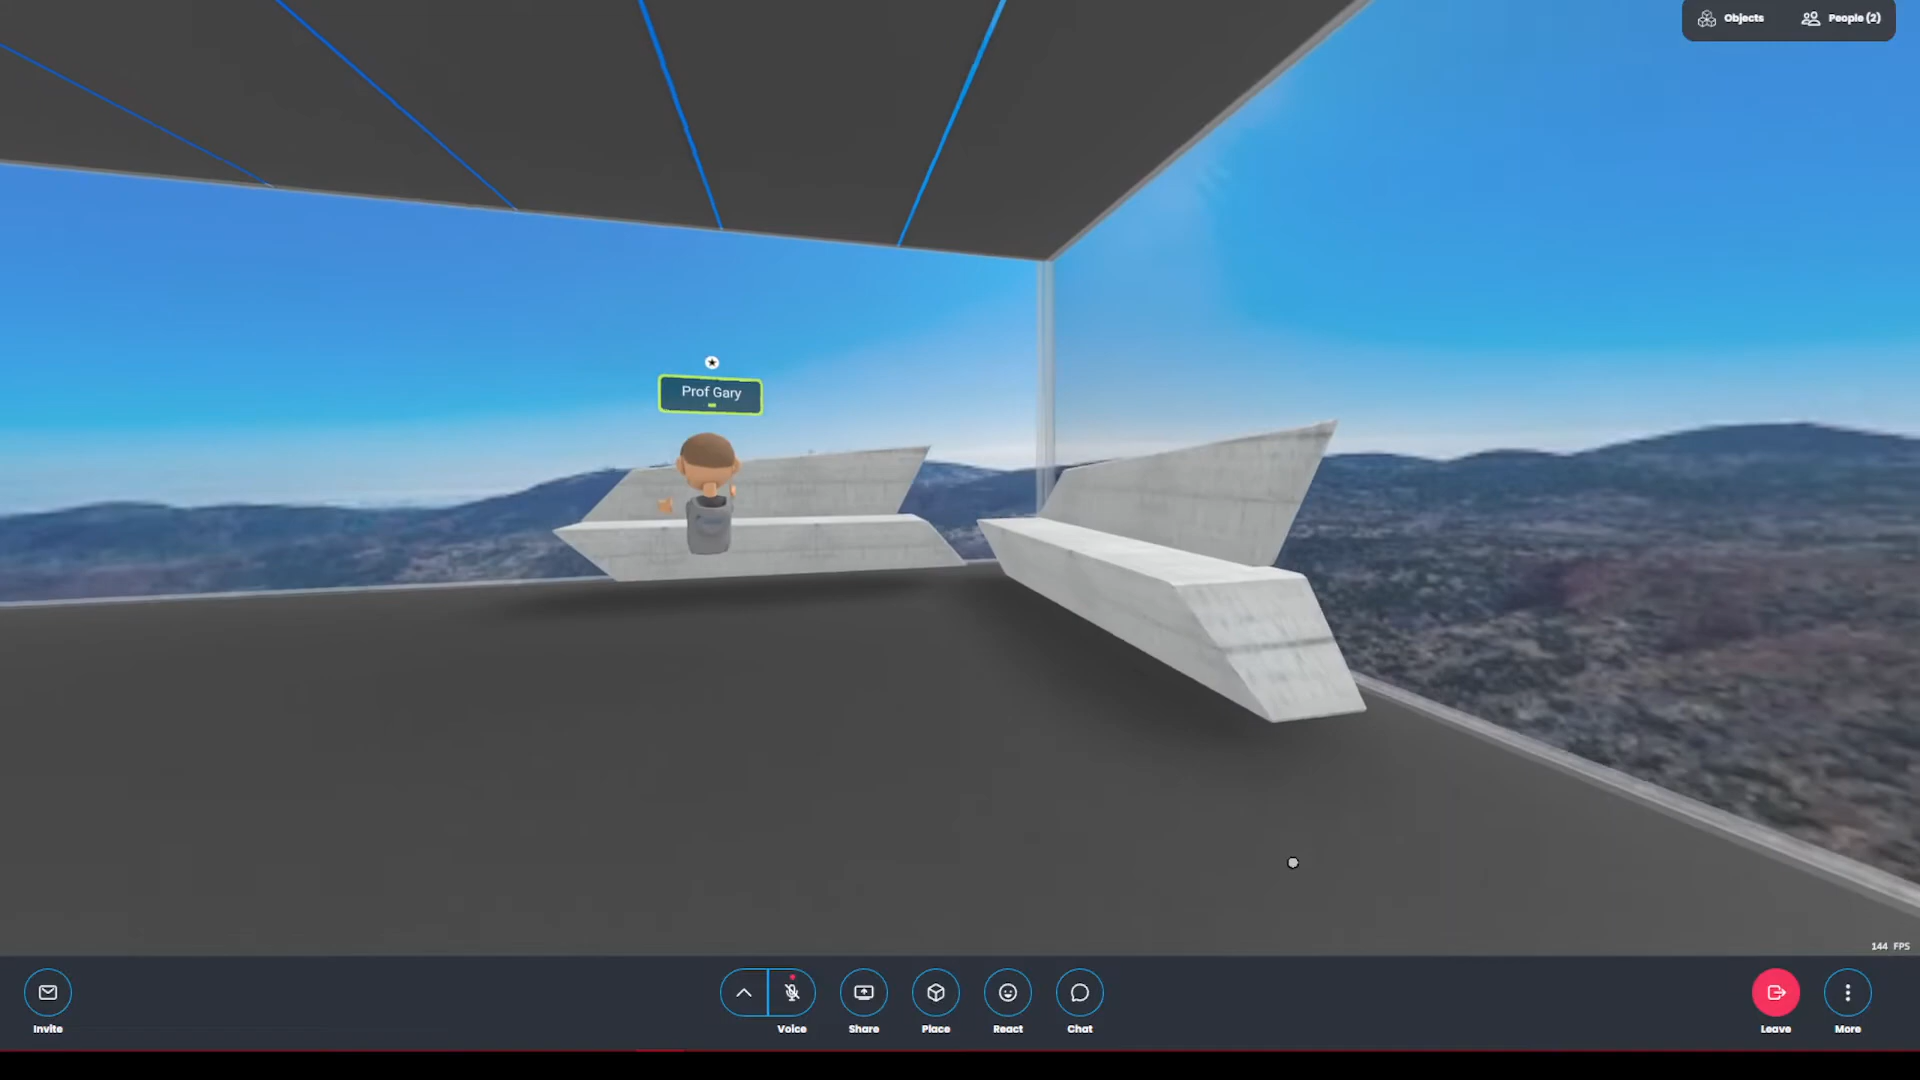 Objects
People (2)
Prof Gary
144 FPS
Invite
Voice
Share
Place
React
Chat
Leave
More